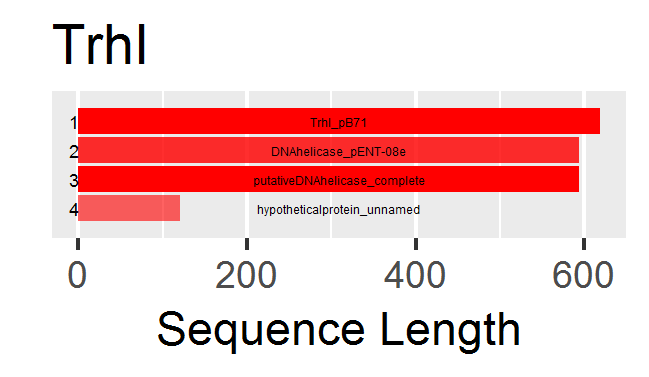 TrhI
1 TrhI_pB71
2 DNAhelicase_pENT-08e
3 putativeDNAhelicase_complete
4 hypotheticalprotein_unnamed
0 200 400 600
Sequence Length